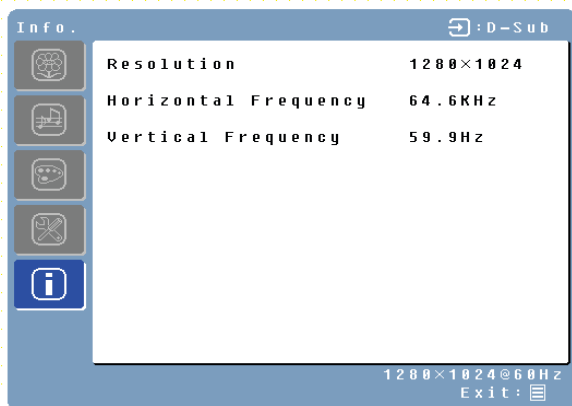 Info. :D-Sub
Resolution 1280×1024
Horizontal Frequency 64.6KHz
Vertical Frequency 59.9Hz
i
1280×1024@60Hz
Exit: